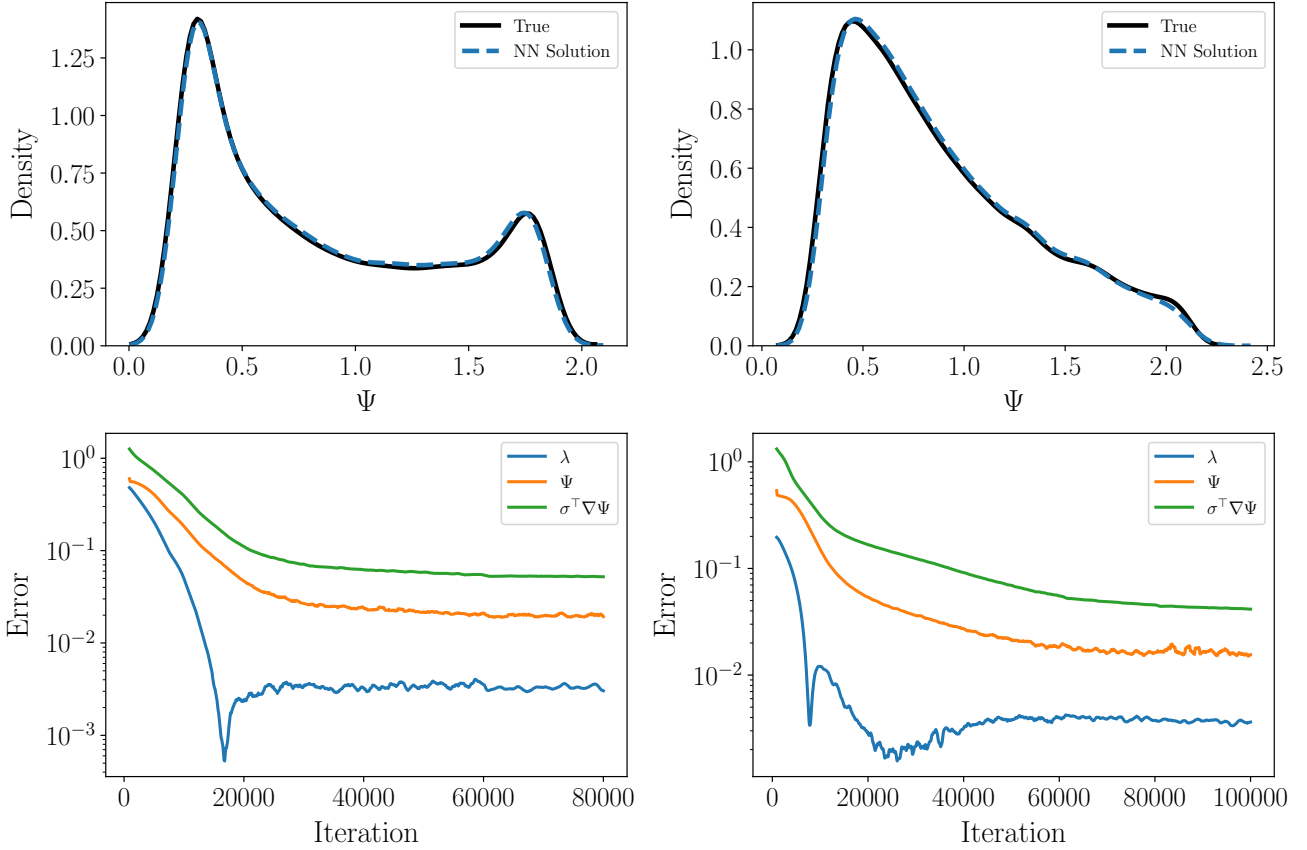 True
NN Solution
1.25
1.00
0.75
0.50
0.25
0.00
Density
0.0
0.5
1.0
1.5
2.0
Ψ
True
NN Solution
1.0
0.8
0.6
0.4
0.2
0.0
Density
0.0
0.5
1.0
1.5
2.0
2.5
Ψ
λ
Ψ
σ⊤∇Ψ
10⁰
10⁻¹
10⁻²
10⁻³
Error
0
20000
40000
60000
80000
Iteration
λ
Ψ
σ⊤∇Ψ
10⁰
10⁻¹
10⁻²
Error
0
20000
40000
60000
80000
100000
Iteration